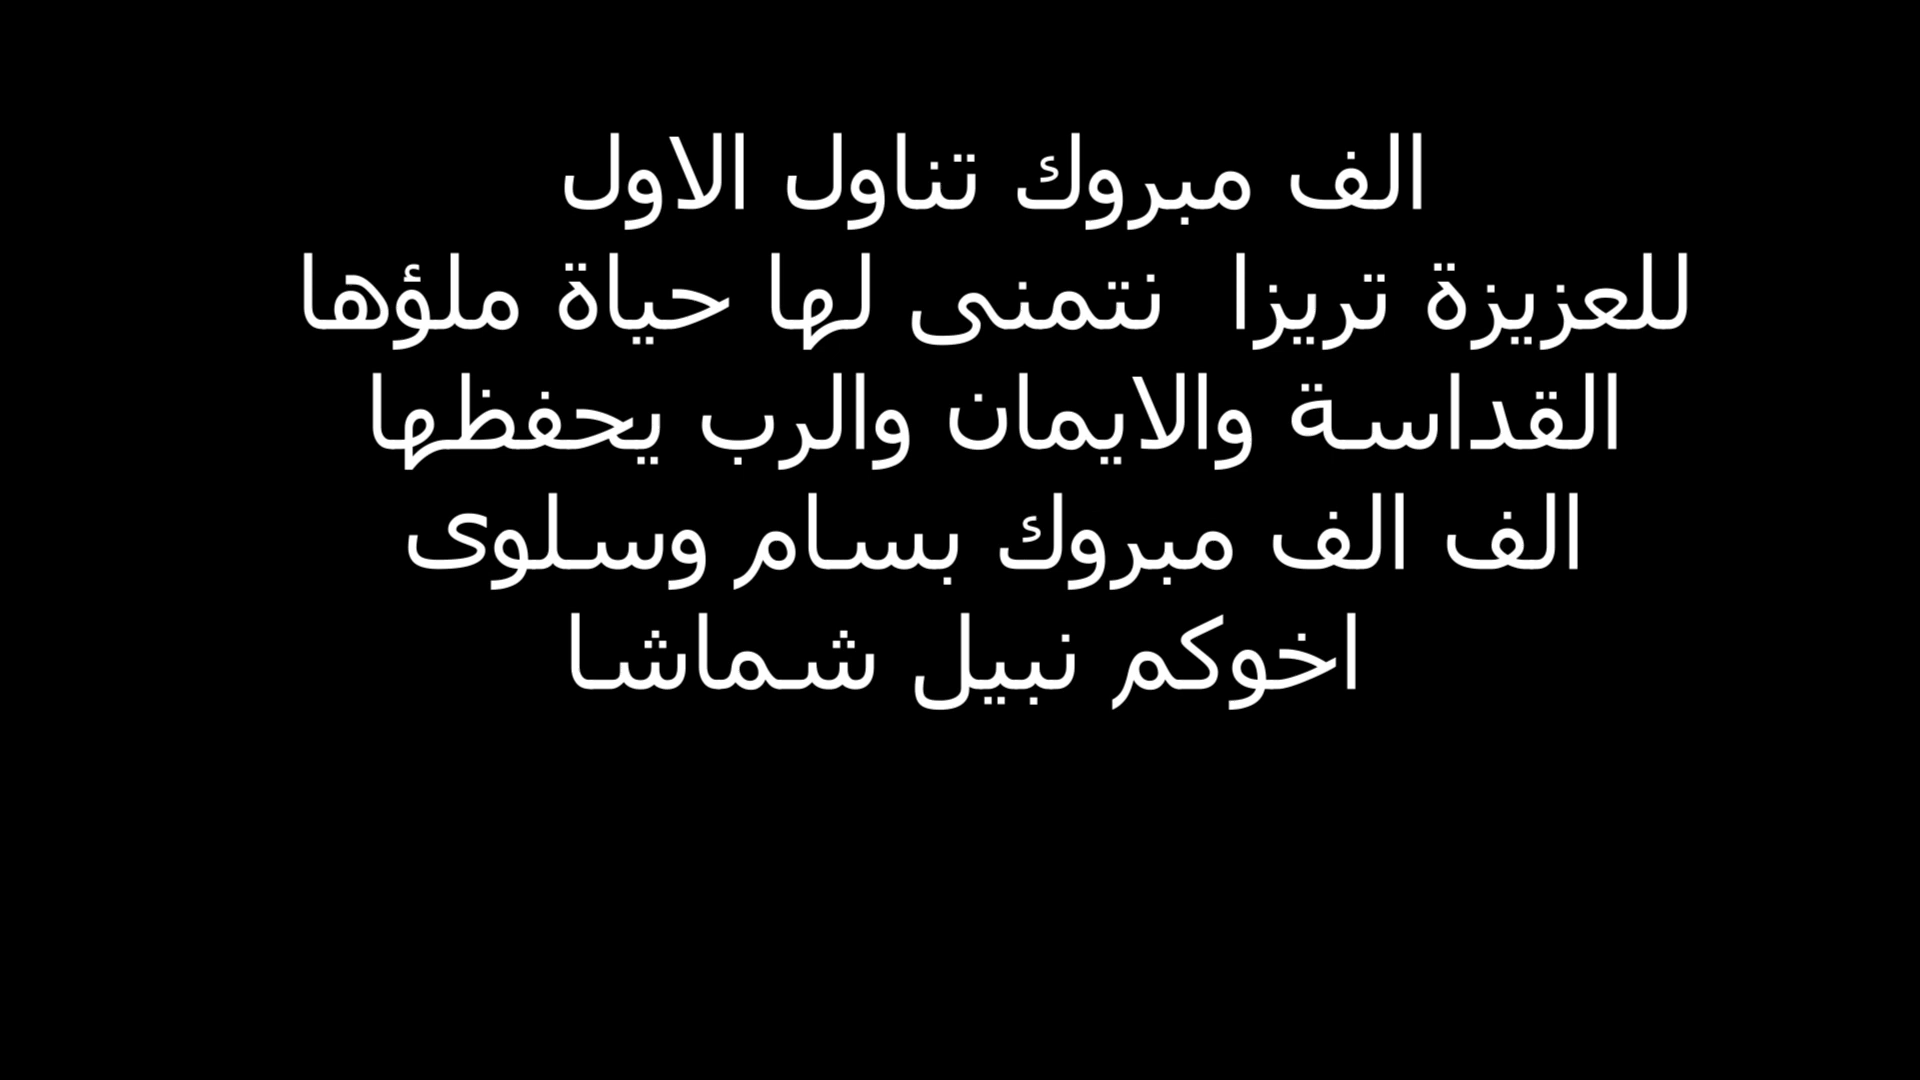 الف مبروك تناول الاول
للعزيزة تريزا نتمنى لها حياة ملؤها
القداسة والايمان والرب يحفظها
الف الف مبروك بسام وسلوى
اخوكم نبيل شماشا